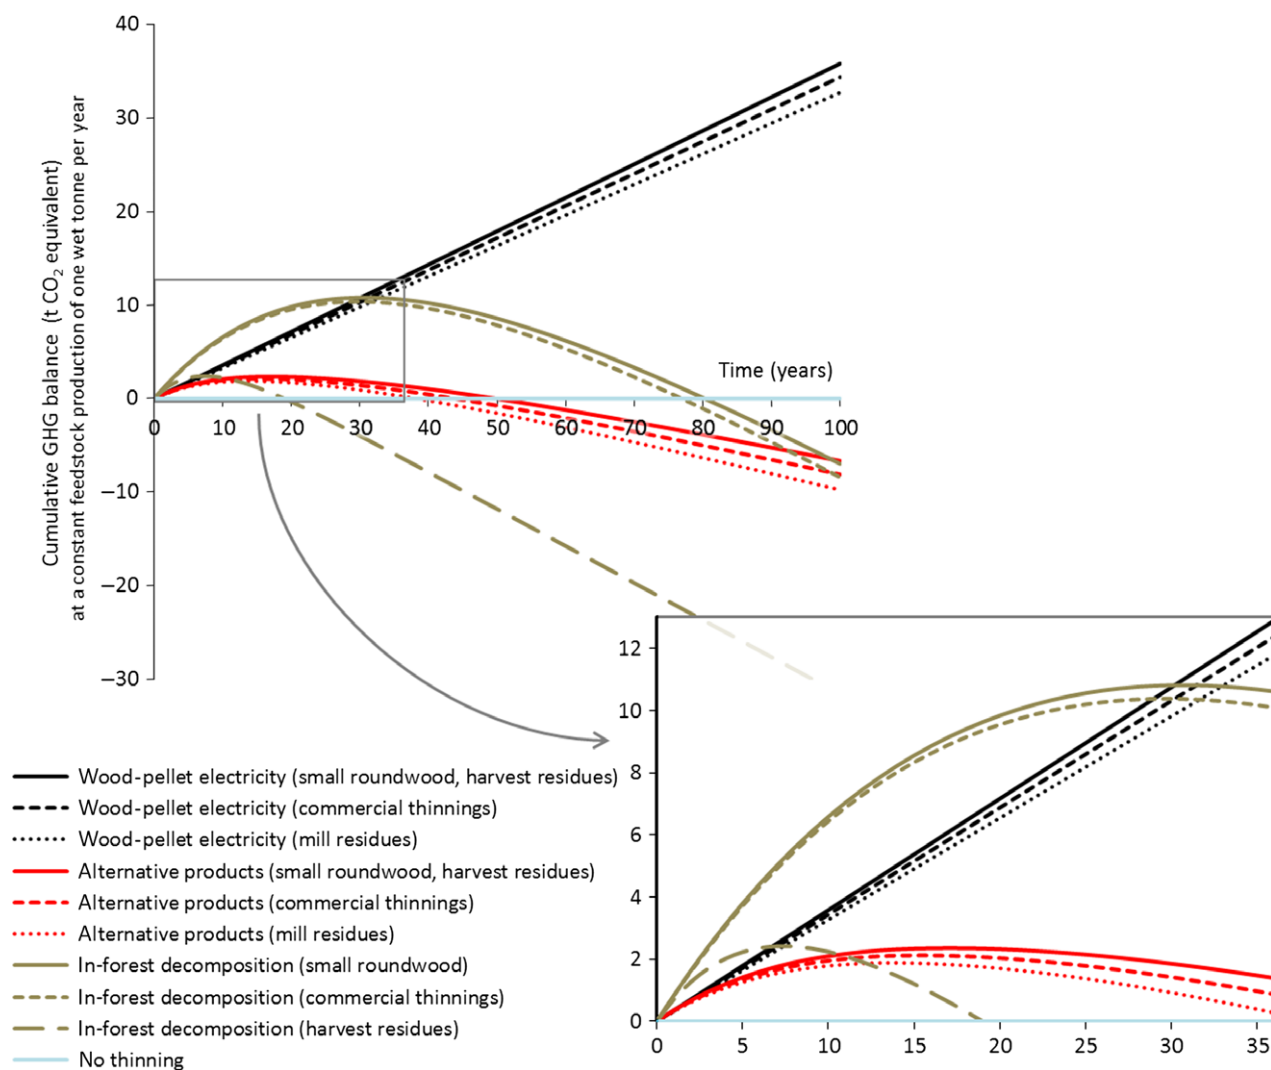 40
30
20
10
0
−10
−20
−30
Cumulative GHG balance (t CO₂ equivalent)
at a constant feedstock production of one wet tonne per year
Time (years)
0 10 20 30 40 50 60 70 80 90 100
12
10
8
6
4
2
0
0 5 10 15 20 25 30 35
Wood-pellet electricity (small roundwood, harvest residues)
Wood-pellet electricity (commercial thinnings)
Wood-pellet electricity (mill residues)
Alternative products (small roundwood, harvest residues)
Alternative products (commercial thinnings)
Alternative products (mill residues)
In-forest decomposition (small roundwood)
In-forest decomposition (commercial thinnings)
In-forest decomposition (harvest residues)
No thinning